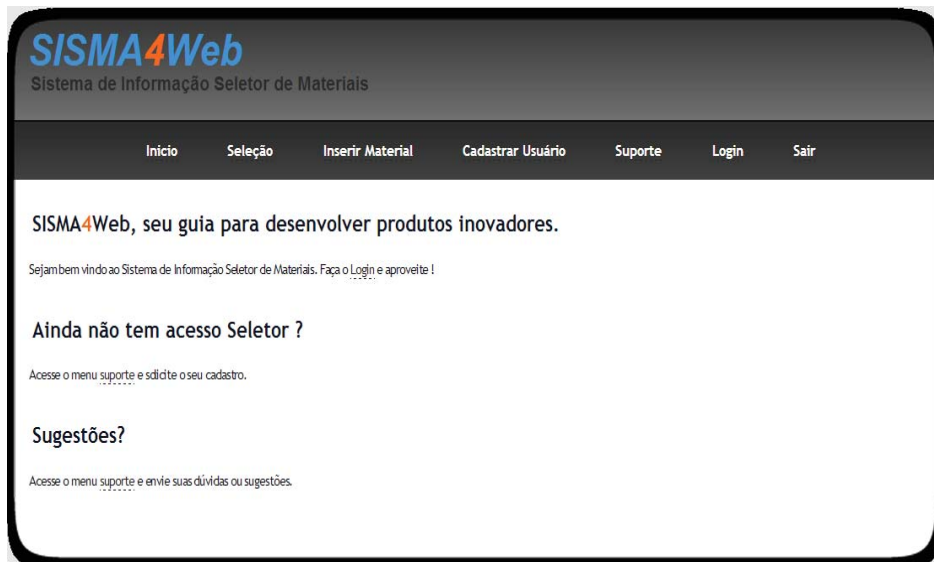 SISMA4Web
Sistema de Informação Seletor de Materiais
Inicio Seleção Inserir Material Cadastrar Usuário Suporte Login Sair
SISMA4Web, seu guia para desenvolver produtos inovadores.
Sejam bem vindo ao Sistema de Informação Seletor de Materiais. Faça o Login e aproveite !
Ainda não tem acesso Seletor ?
Acesse o menu suporte e solicite o seu cadastro.
Sugestões?
Acesse o menu suporte e envie suas dúvidas ou sugestões.